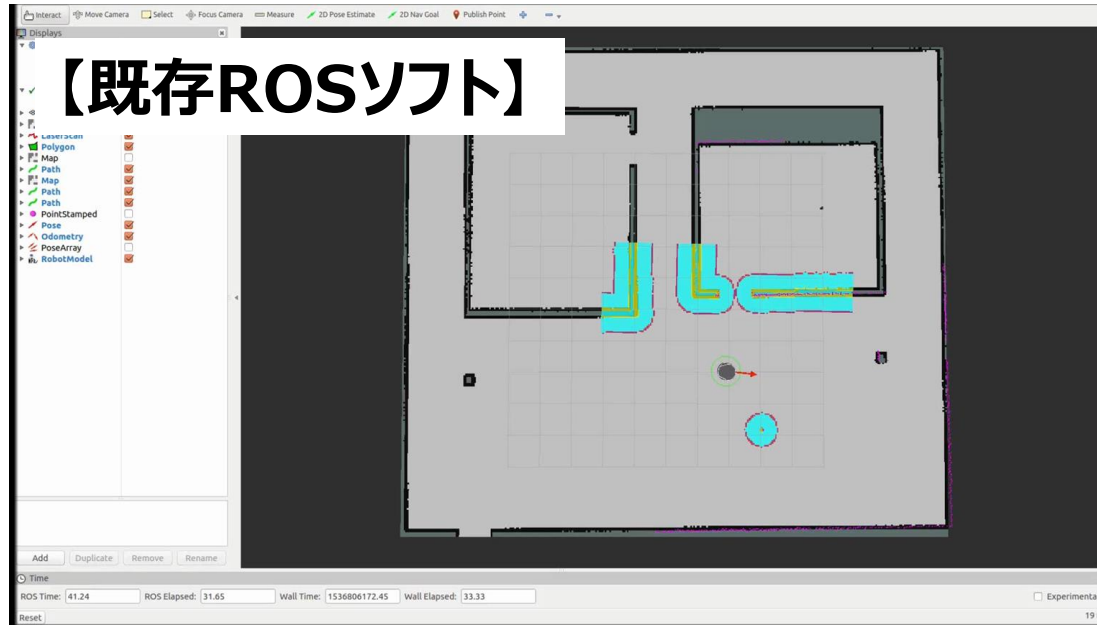 Interact Move Camera Select Focus Camera Measure 2D Pose Estimate 2D Nav Goal Publish Point
Displays
【既存ROSソフト】
LaserScan
Polygon
Map
Path
Map
Path
Path
PointStamped
Pose
Odometry
PoseArray
RobotModel
Add Duplicate Remove Rename
Time
ROS Time: 41.24 ROS Elapsed: 31.65 Wall Time: 1536806172.45 Wall Elapsed: 33.33 Experimenta
Reset 19